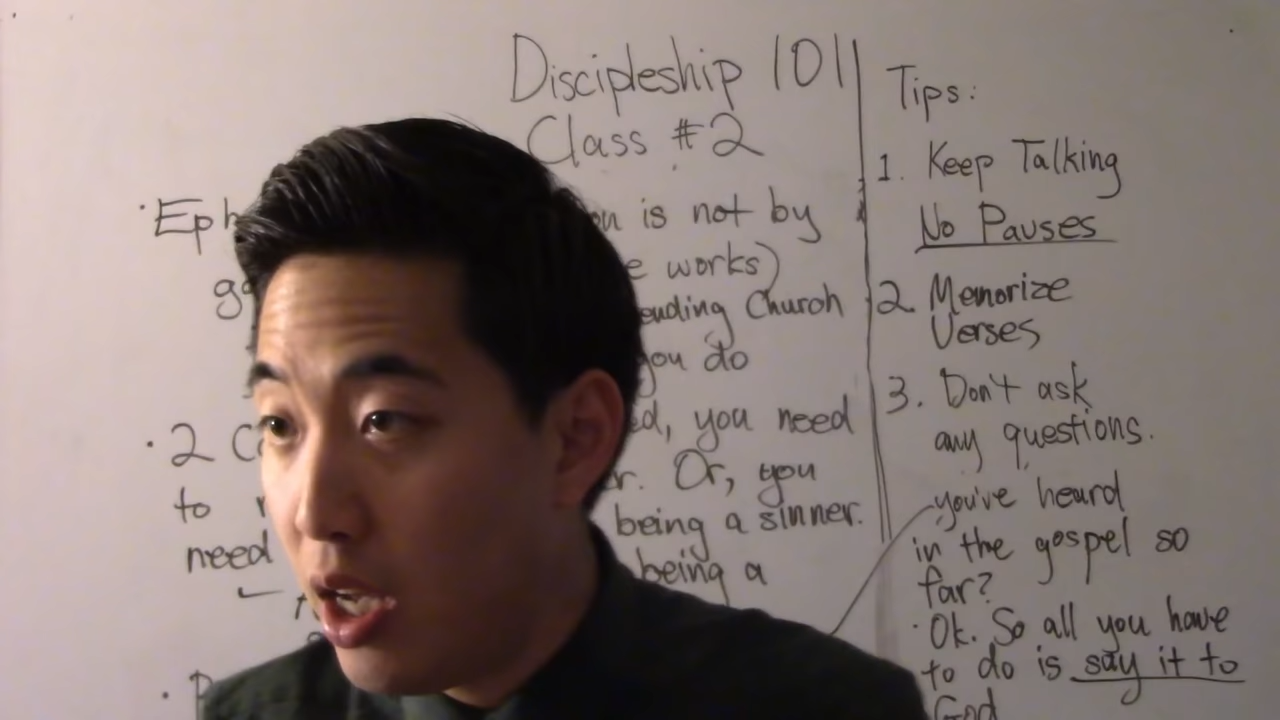 Discipleship 101
Class #2
· Eph on is not by
e works)
ending Church
you do
· 2 ed, you need
to r. Or, you
need being a sinner.
being a
Tips:
1. Keep Talking
No Pauses
2. Memorize
Verses
3. Don't ask
any questions.
you've heard
in the gospel so
far?
· Ok. So all you have
to do is say it to
God